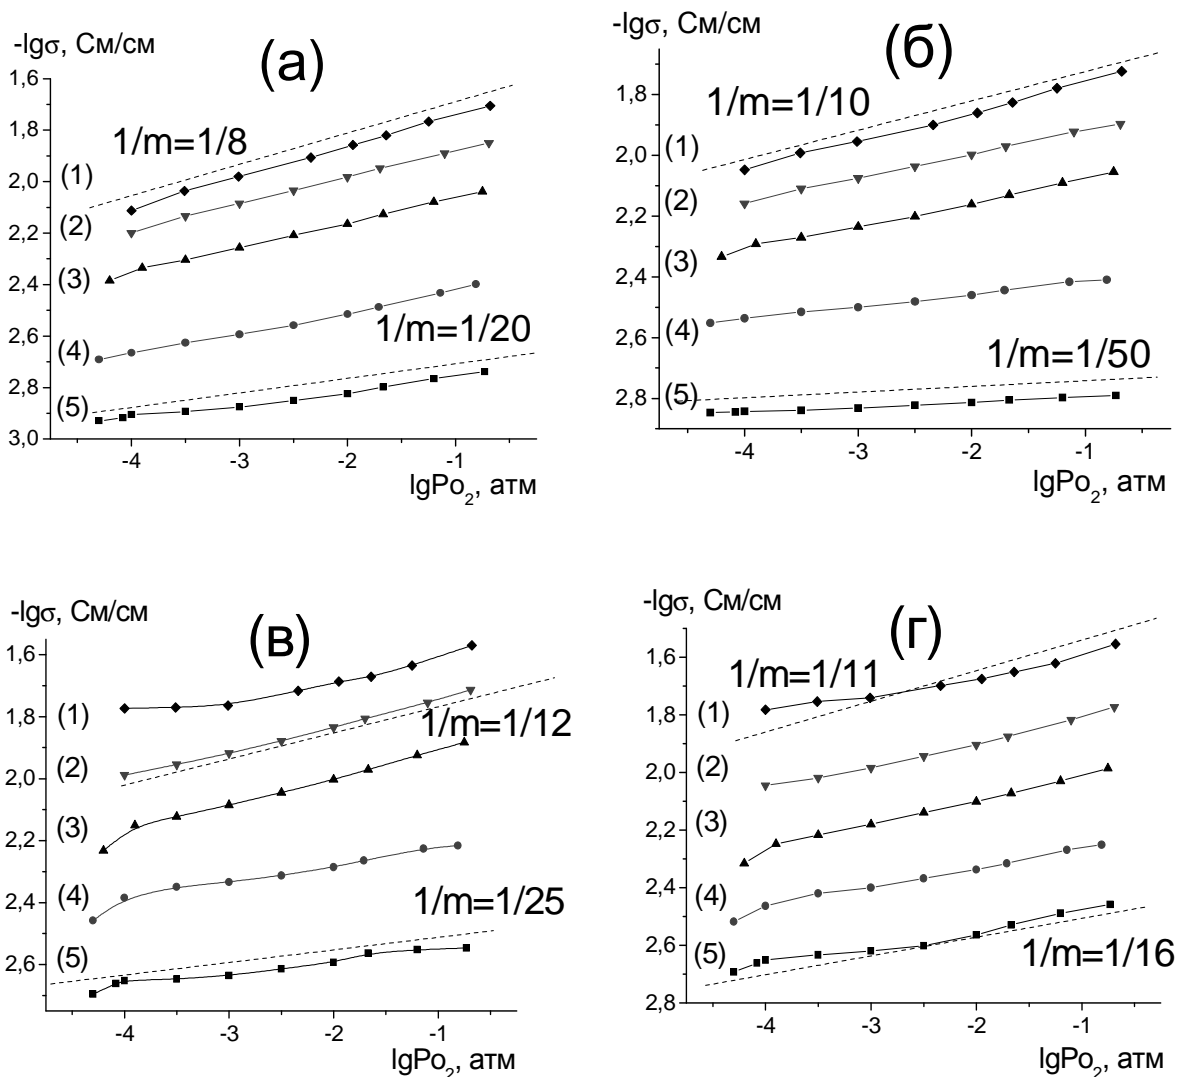 -lgσ, См/см
(а)
1,6
1,8
2,0
2,2
2,4
2,6
2,8
3,0
1/m=1/8
(1)
(2)
(3)
(4)
1/m=1/20
(5)
-4 -3 -2 -1
lgPo2, атм
-lgσ, См/см
(б)
1,8
2,0
2,2
2,4
2,6
2,8
1/m=1/10
(1)
(2)
(3)
(4)
1/m=1/50
(5)
-4 -3 -2 -1
lgPo2, атм
-lgσ, См/см
(в)
1,6
1,8
2,0
2,2
2,4
2,6
(1)
1/m=1/12
(2)
(3)
(4)
1/m=1/25
(5)
-4 -3 -2 -1
lgPo2, атм
-lgσ, См/см
(г)
1,6
1,8
2,0
2,2
2,4
2,6
2,8
1/m=1/11
(1)
(2)
(3)
(4)
(5)
1/m=1/16
-4 -3 -2 -1
lgPo2, атм